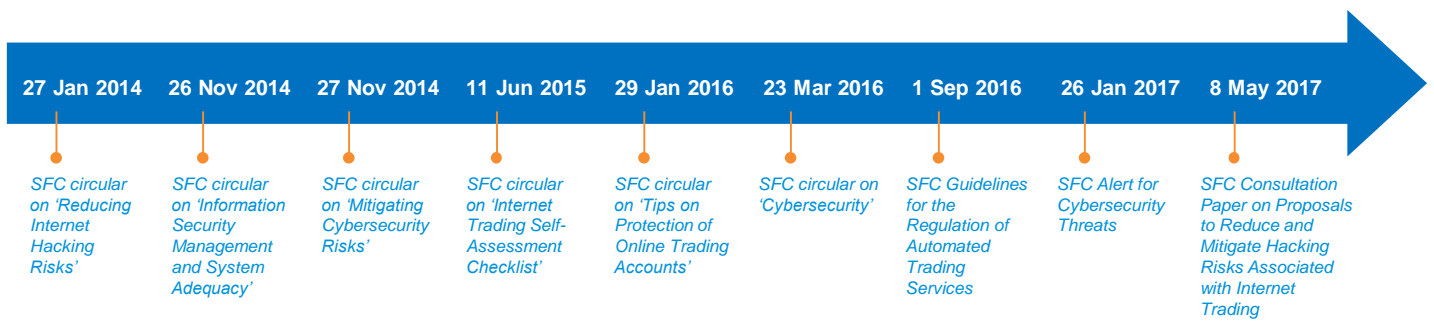 27 Jan 2014
26 Nov 2014
27 Nov 2014
11 Jun 2015
29 Jan 2016
23 Mar 2016
1 Sep 2016
26 Jan 2017
8 May 2017
SFC circular
on ‘Reducing
Internet
Hacking
Risks’
SFC circular
on ‘Information
Security
Management
and System
Adequacy’
SFC circular
on ‘Mitigating
Cybersecurity
Risks’
SFC circular
on ‘Internet
Trading Self-
Assessment
Checklist’
SFC circular
on ‘Tips on
Protection of
Online Trading
Accounts’
SFC circular on
‘Cybersecurity’
SFC Guidelines
for the
Regulation of
Automated
Trading
Services
SFC Alert for
Cybersecurity
Threats
SFC Consultation
Paper on Proposals
to Reduce and
Mitigate Hacking
Risks Associated
with Internet
Trading